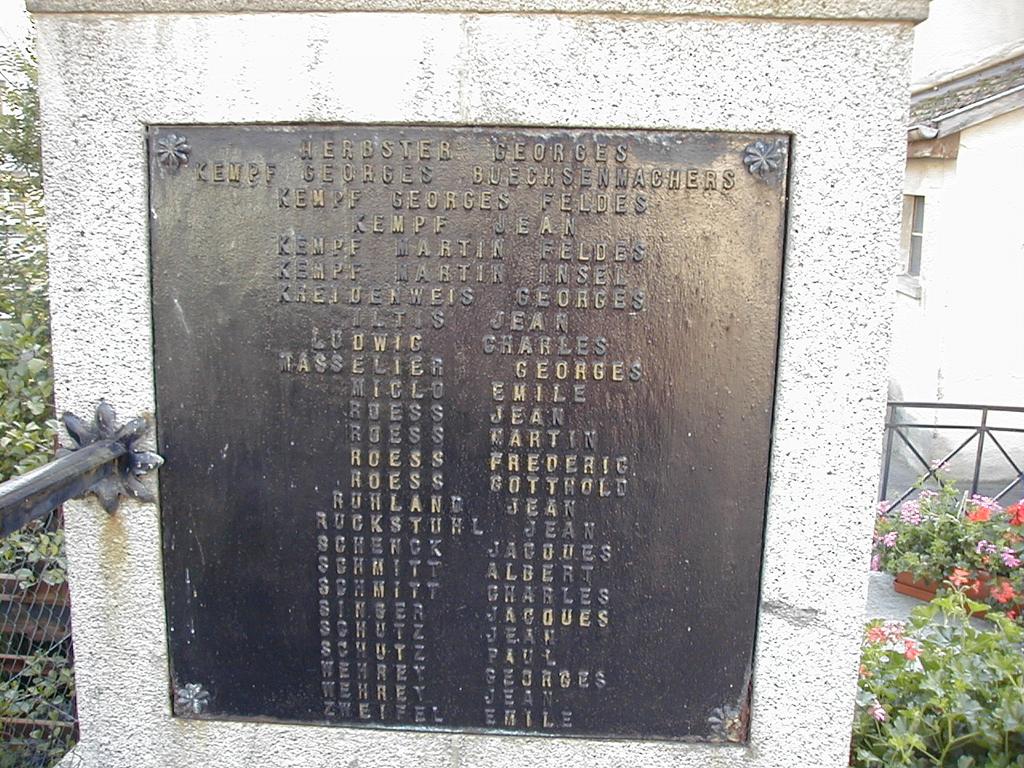 HERBSTER GEORGES
KEMPF GEORGES BUECHSENMACHERS
KEMPF GEORGES FELDES
KEMPF JEAN
KEMPF MARTIN FELDES
KEMPF MARTIN INSEL
KREIDENWEIS GEORGES
ILTIS JEAN
LUDWIG CHARLES
MASSELIER GEORGES
MICLO EMILE
ROESS JEAN
ROESS MARTIN
ROESS FREDERIC
ROESS GOTTHOLD
RUHLAND JEAN
RUCKSTUHL JEAN
SCHENCK JACQUES
SCHMITT ALBERT
SCHMITT CHARLES
SINGER JACQUES
SCHUTZ JEAN
SCHUTZ PAUL
WEHREY GEORGES
WEHREY JEAN
ZWEIFEL EMILE